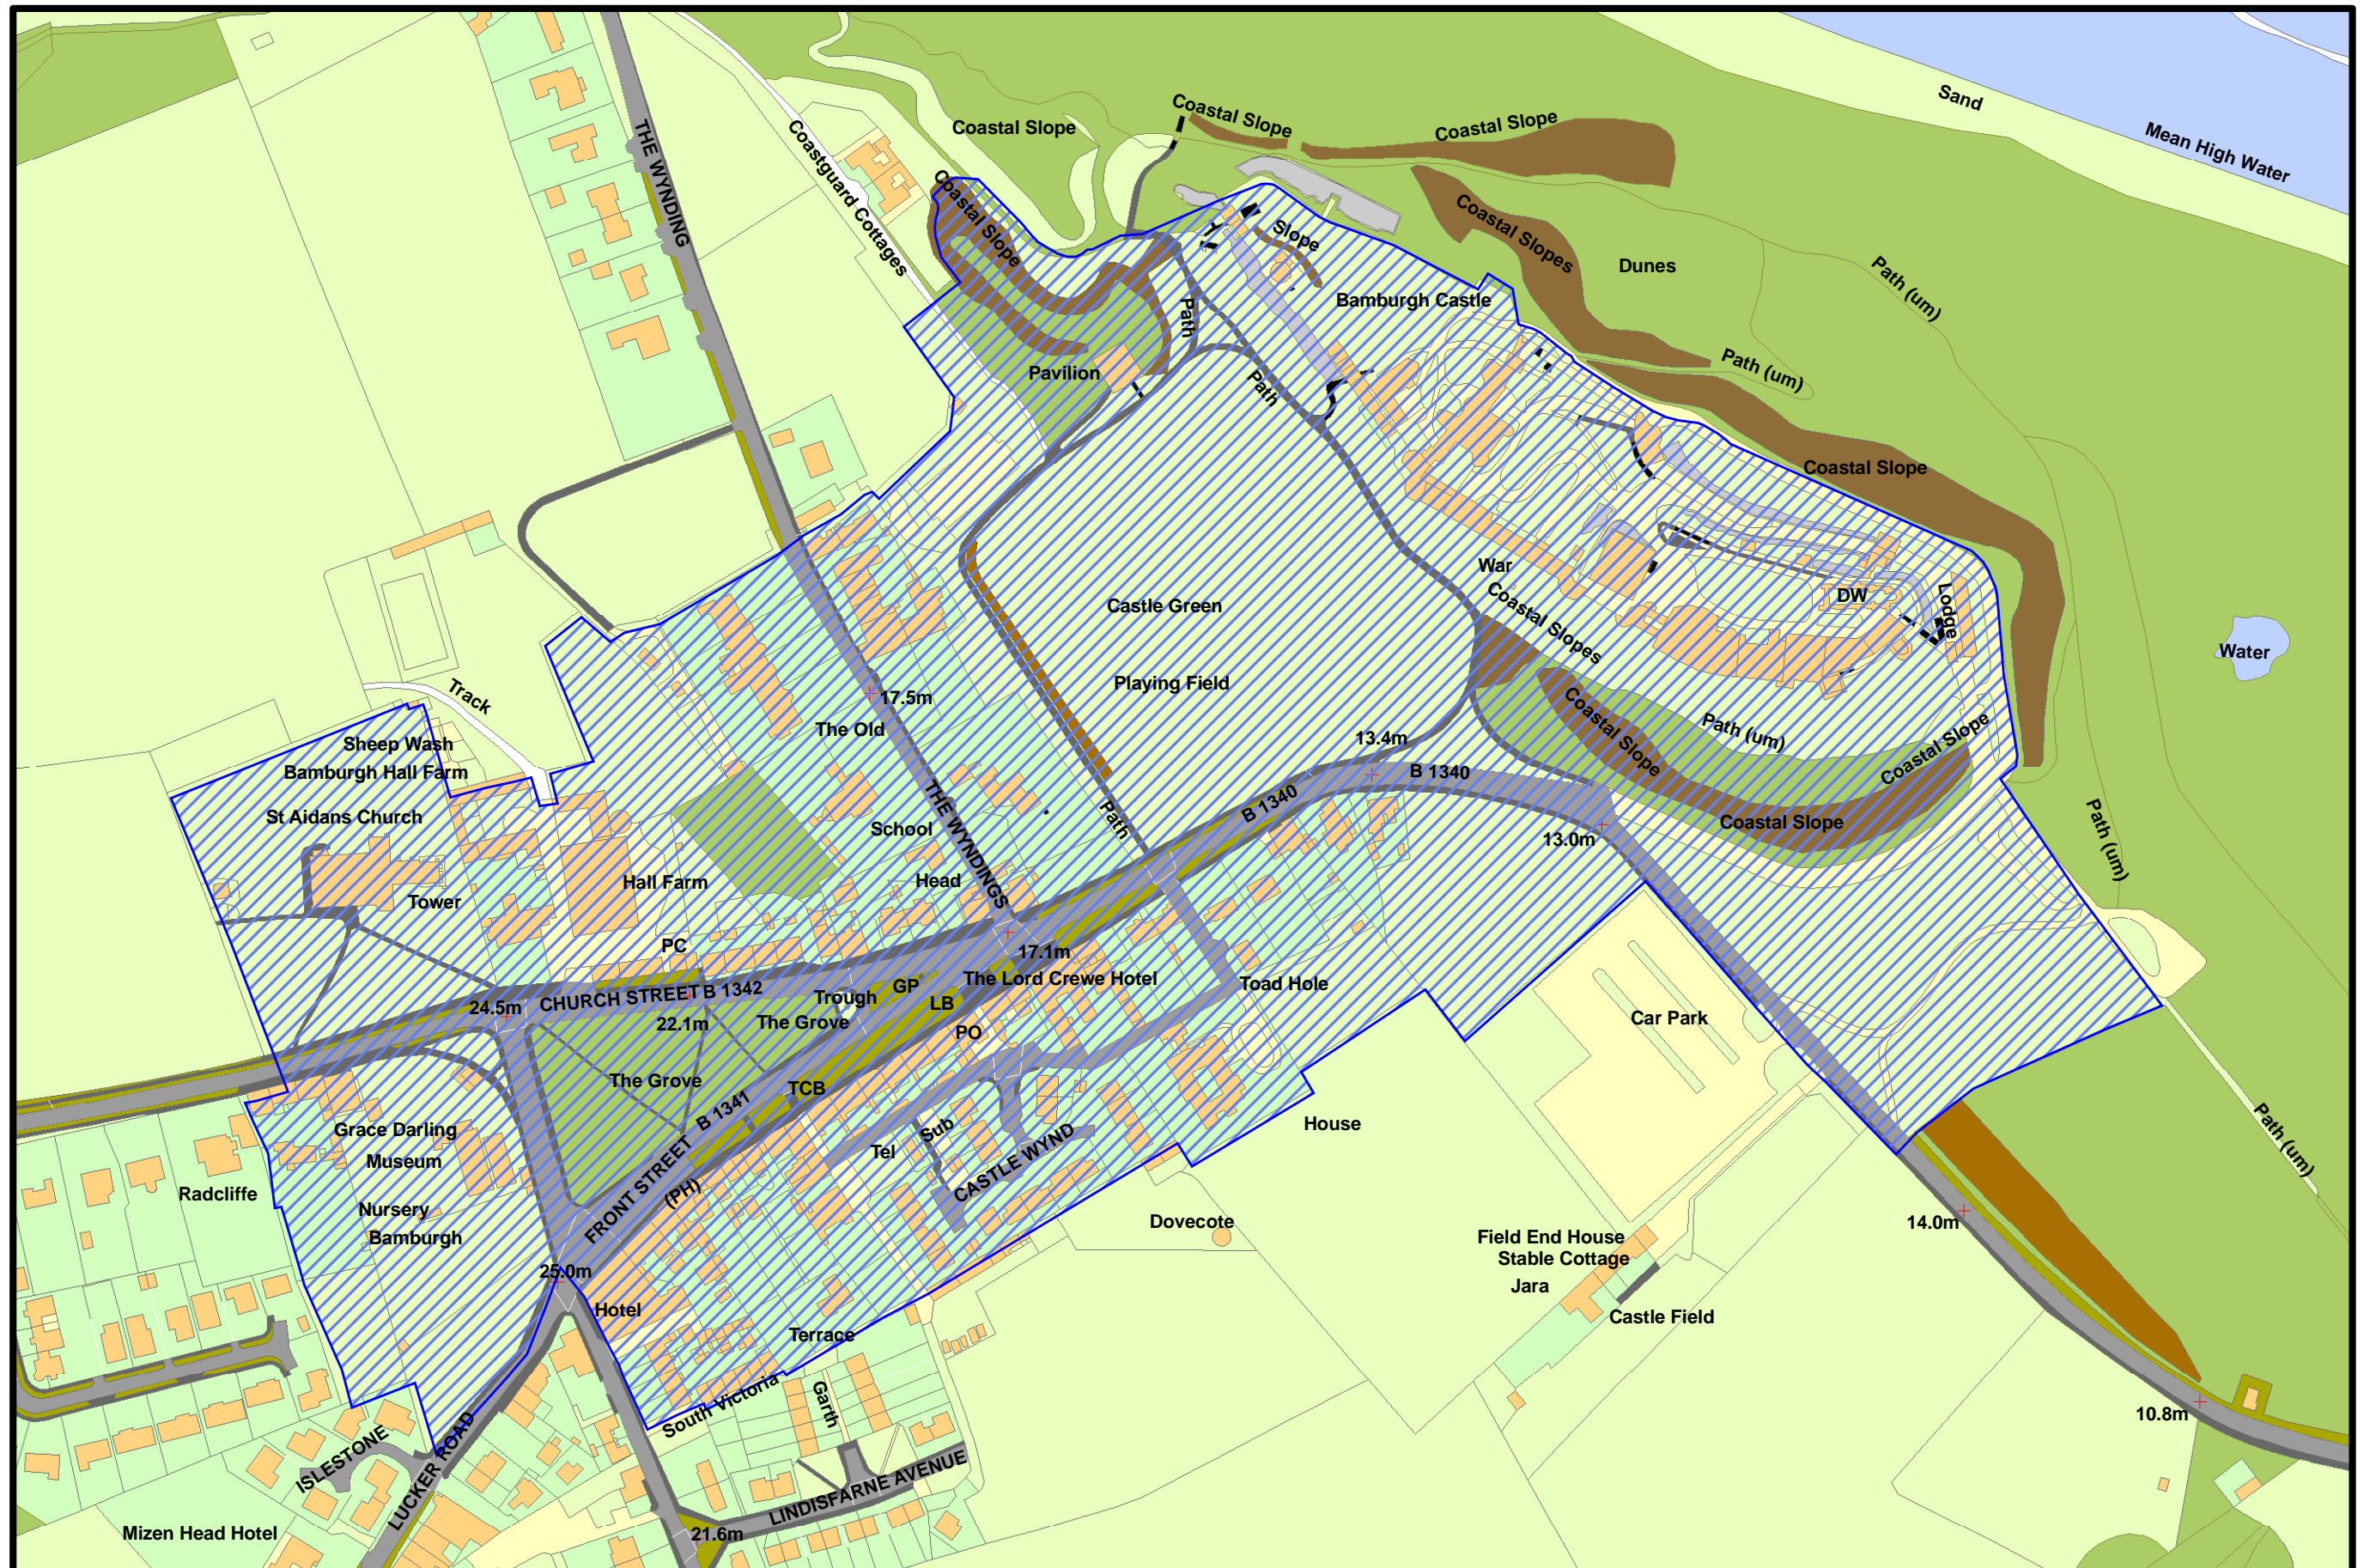 Sand
Mean High Water
Coastal Slope
Coastal Slope
Coastal Slope
THE WYNDING
Coastguard Cottages
Coastal Slope
Slope
Coastal Slopes
Dunes
Path (um)
Bamburgh Castle
Path
Pavilion
Path
Path (um)
Coastal Slope
War
Coastal Slopes
DW
Lodge
Castle Green
Playing Field
Water
Track
17.5m
The Old
Sheep Wash
Bamburgh Hall Farm
St Aidans Church
Tower
Hall Farm
THE WYNDINGS
School
Head
Path
13.4m
B 1340
B 1340
13.0m
Coastal Slope
Path (um)
Coastal Slope
Coastal Slope
Path (um)
PC
17.1m
The Lord Crewe Hotel
Toad Hole
GP
LB
Trough
The Grove
PO
24.5m
CHURCH STREET B 1342
22.1m
The Grove
TCB
B 1341
FRONT STREET
(PH)
Car Park
Tel
Sub
CASTLE WYND
House
Path (um)
Grace Darling
Museum
Radcliffe
Nursery
Bamburgh
Dovecote
Field End House
Stable Cottage
Jara
Castle Field
14.0m
25.0m
Hotel
Terrace
South Victoria
Garth
10.8m
ISLESTONE
LUCKER ROAD
LINDISFARNE AVENUE
Mizen Head Hotel
21.6m